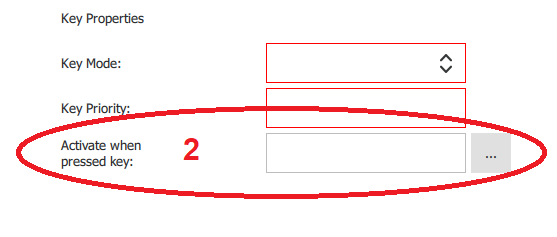 Key Properties
Key Mode:
Key Priority:
Activate when
pressed key:
2
...